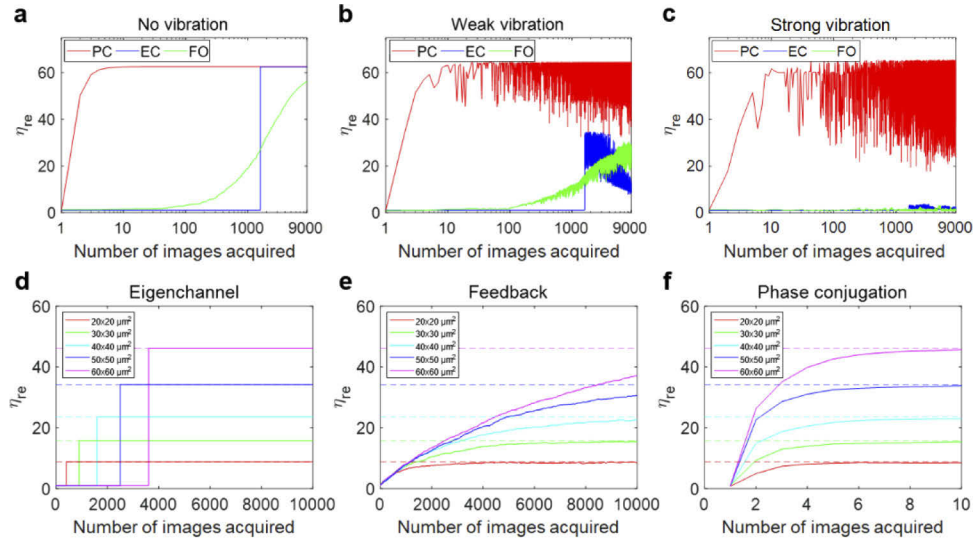 a
No vibration
PC EC FO
60
40
20
0
η_re
1 10 100 1000 9000
Number of images acquired
b
Weak vibration
PC EC FO
60
40
20
0
η_re
1 10 100 1000 9000
Number of images acquired
c
Strong vibration
PC EC FO
60
40
20
0
η_re
1 10 100 1000 9000
Number of images acquired
d
Eigenchannel
20×20 µm²
30×30 µm²
40×40 µm²
50×50 µm²
60×60 µm²
60
40
20
0
η_re
0 2000 4000 6000 8000 10000
Number of images acquired
e
Feedback
20×20 µm²
30×30 µm²
40×40 µm²
50×50 µm²
60×60 µm²
60
40
20
0
η_re
0 2000 4000 6000 8000 10000
Number of images acquired
f
Phase conjugation
20×20 µm²
30×30 µm²
40×40 µm²
50×50 µm²
60×60 µm²
60
40
20
0
η_re
0 2 4 6 8 10
Number of images acquired